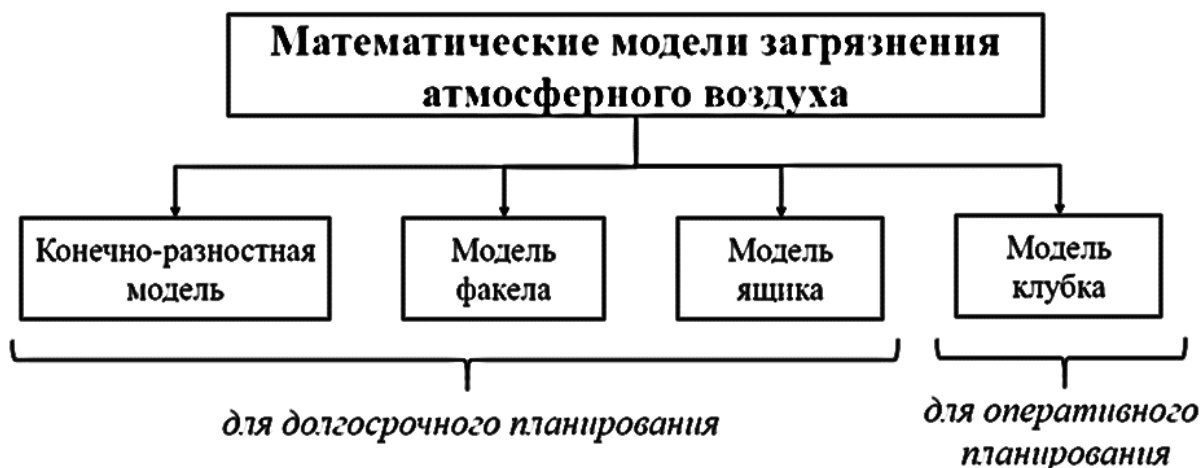 Математические модели загрязнения
атмосферного воздуха
Конечно-разностная
модель
Модель
факела
Модель
ящика
Модель
клубка
для долгосрочного планирования
для оперативного
планирования